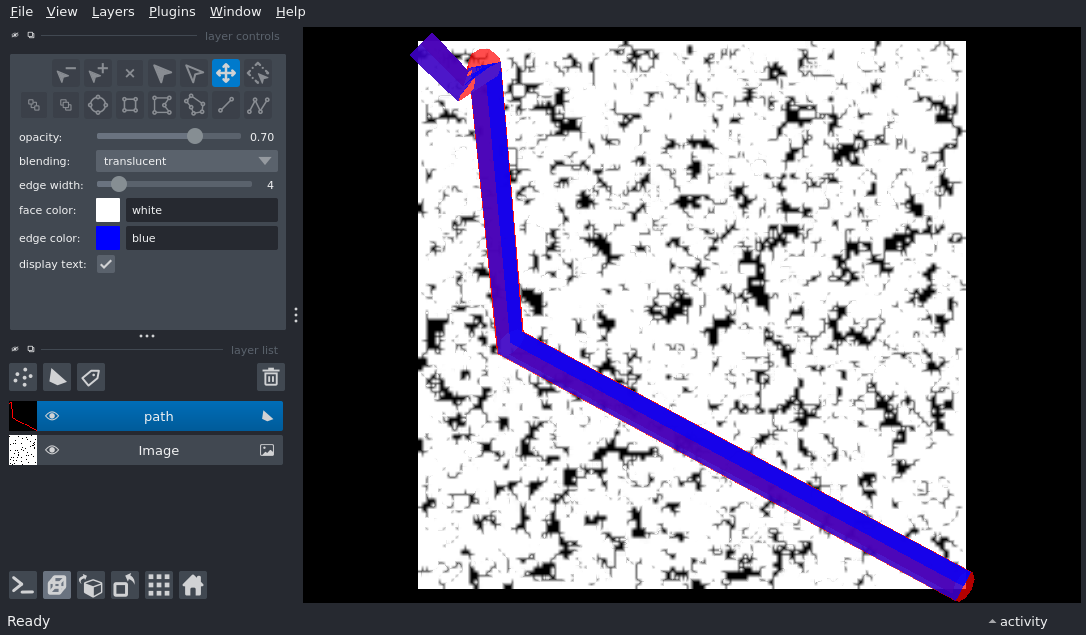 File View Layers Plugins Window Help
layer controls
opacity: 0.70
blending: translucent
edge width: 4
face color: white
edge color: blue
display text:
layer list
path
Image
Ready
activity